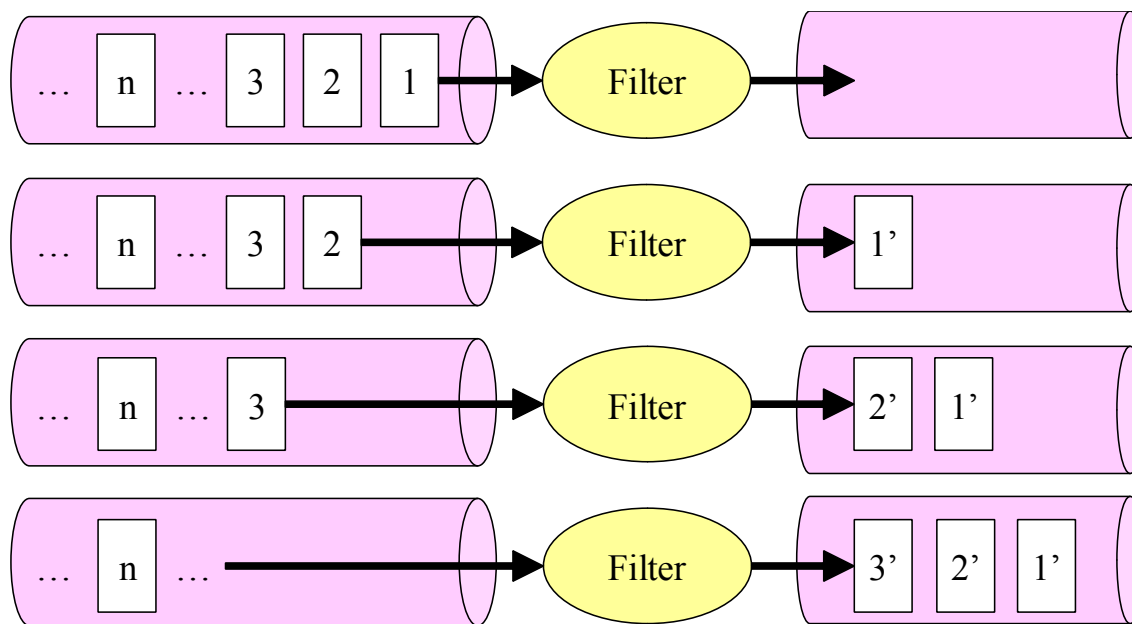 … n … 3 2 1 Filter
… n … 3 2 Filter 1’
… n … 3 Filter 2’ 1’
… n … Filter 3’ 2’ 1’